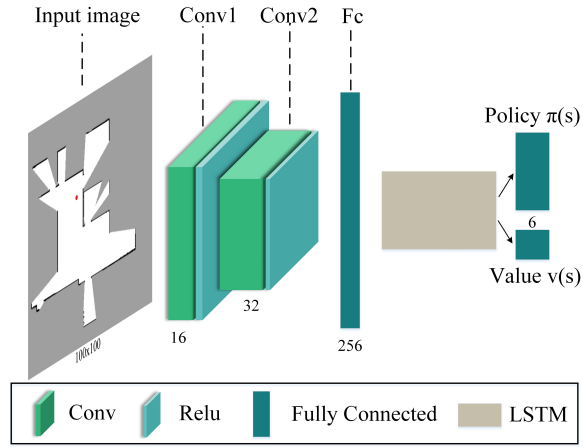 Input image
Conv1
Conv2
Fc
Policy π(s)
6
Value v(s)
32
16
256
100x100
Conv
Relu
Fully Connected
LSTM